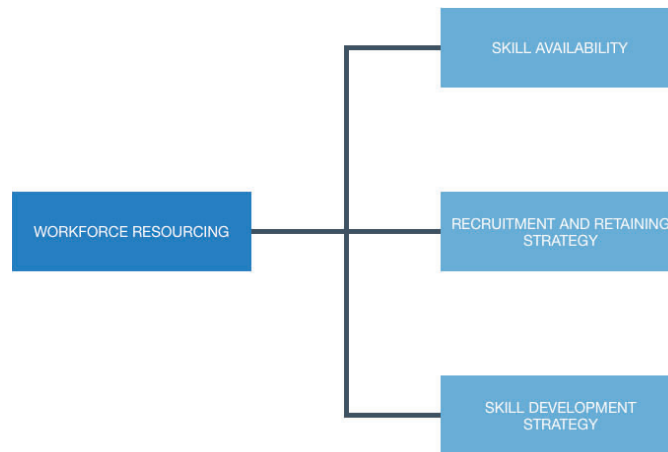 SKILL AVAILABILITY
WORKFORCE RESOURCING
RECRUITMENT AND RETAINING
STRATEGY
SKILL DEVELOPMENT
STRATEGY